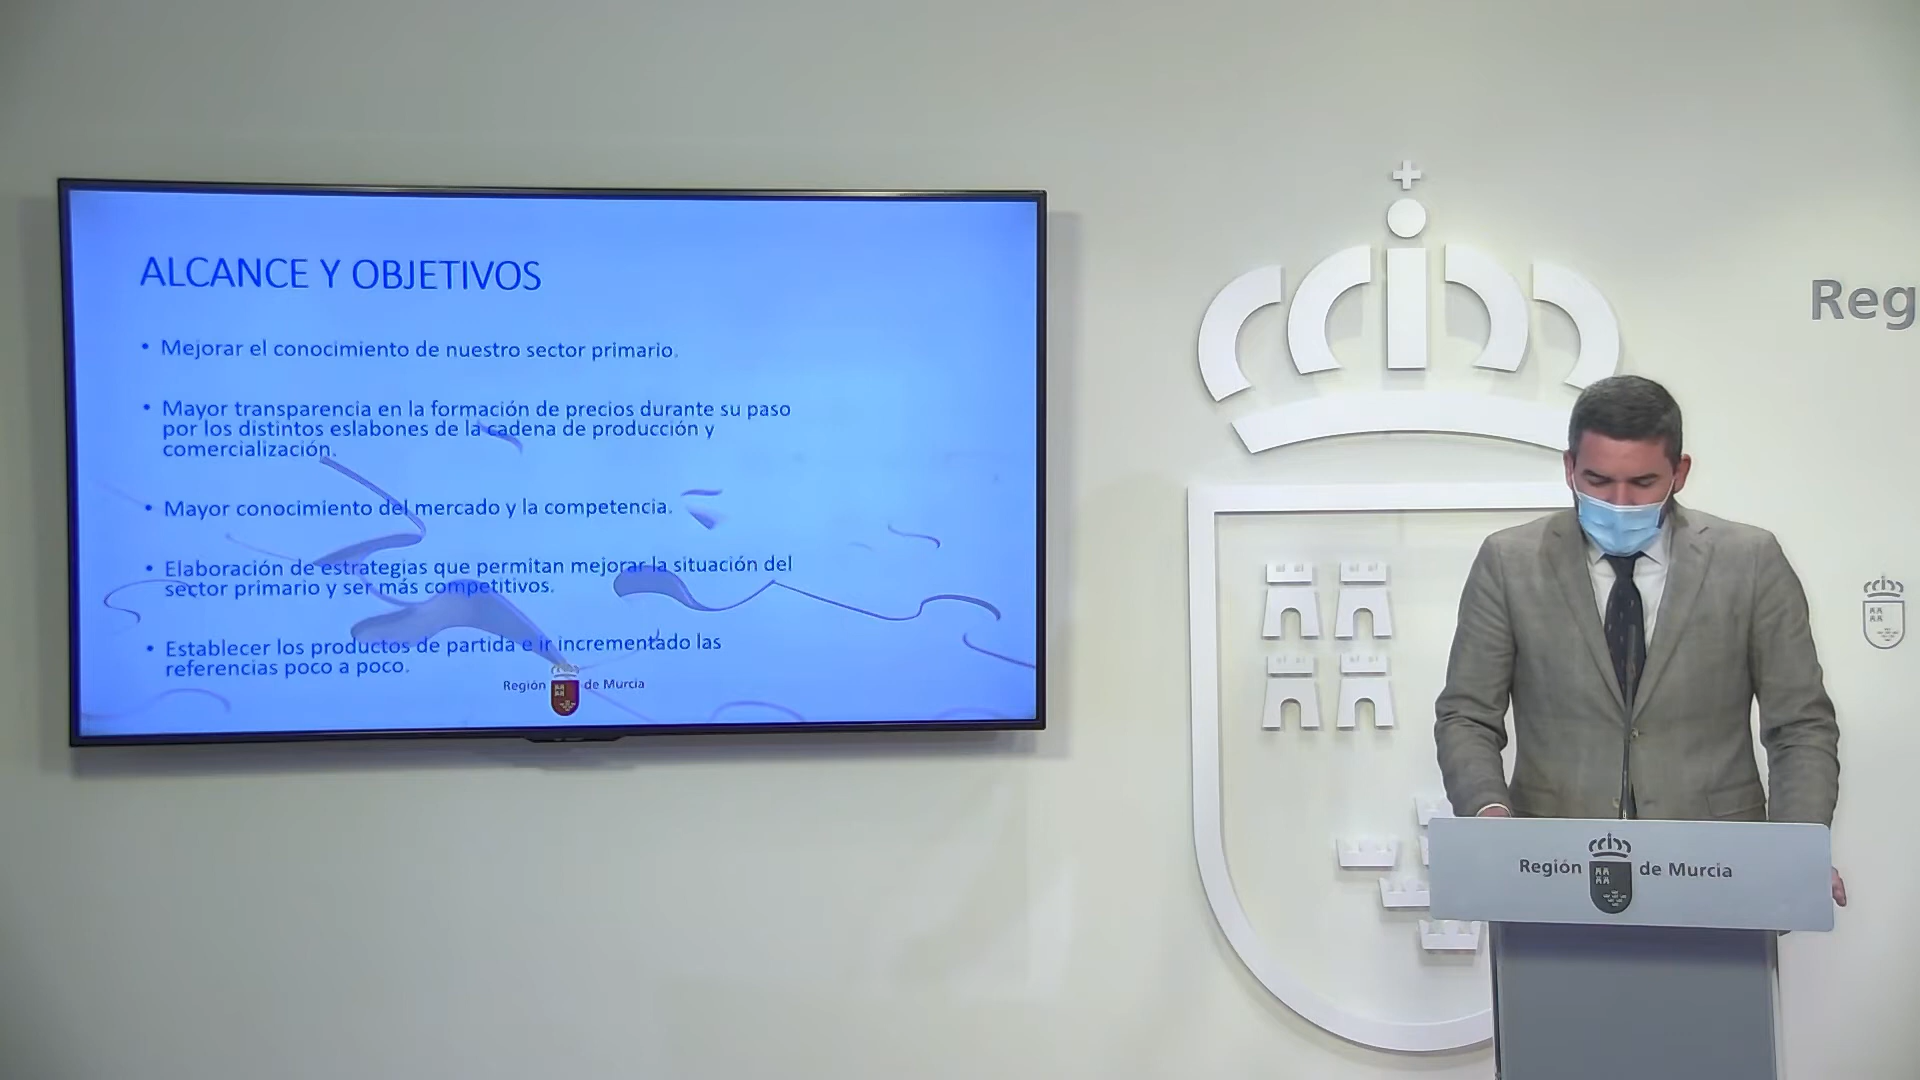 ALCANCE Y OBJETIVOS
• Mejorar el conocimiento de nuestro sector primario.
• Mayor transparencia en la formación de precios durante su paso
por los distintos eslabones de la cadena de producción y
comercialización.
• Mayor conocimiento del mercado y la competencia.
• Elaboración de estrategias que permitan mejorar la situación del
sector primario y ser más competitivos.
• Establecer los productos de partida e ir incrementado las
referencias poco a poco.
Región de Murcia
Reg
Región de Murcia